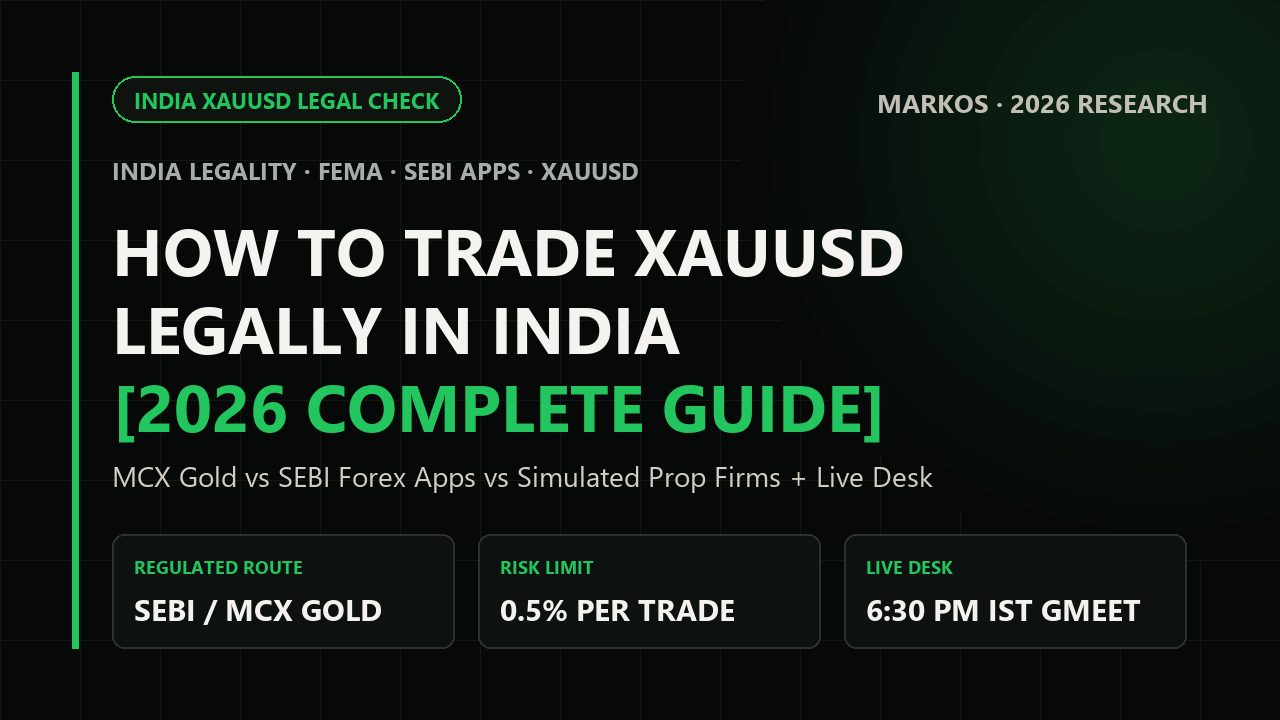 INDIA XAUUSD LEGAL CHECK
MARKOS · 2026 RESEARCH
INDIA LEGALITY · FEMA · SEBI APPS · XAUUSD
HOW TO TRADE XAUUSD
LEGALLY IN INDIA
[2026 COMPLETE GUIDE]
MCX Gold vs SEBI Forex Apps vs Simulated Prop Firms + Live Desk
REGULATED ROUTE
SEBI / MCX GOLD
RISK LIMIT
0.5% PER TRADE
LIVE DESK
6:30 PM IST GMEET